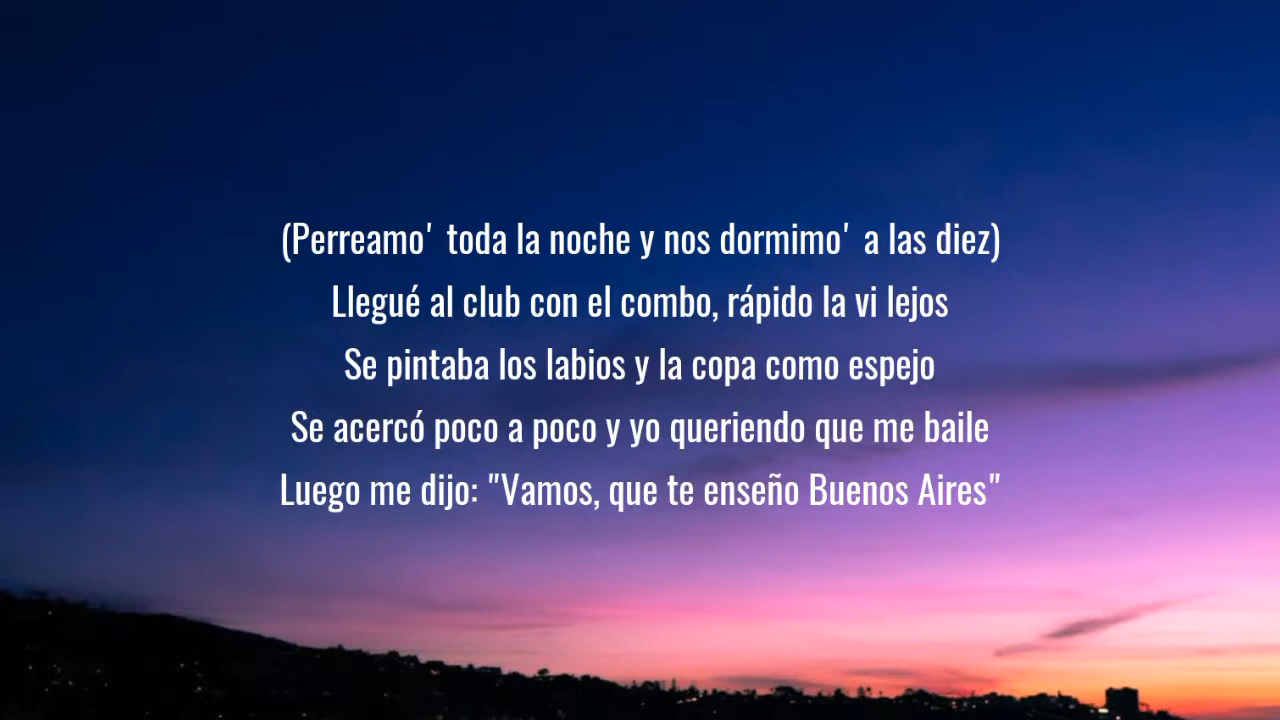 (Perreamo' toda la noche y nos dormimo' a las diez)
Llegué al club con el combo, rápido la vi lejos
Se pintaba los labios y la copa como espejo
Se acercó poco a poco y yo queriendo que me baile
Luego me dijo: "Vamos, que te enseño Buenos Aires"